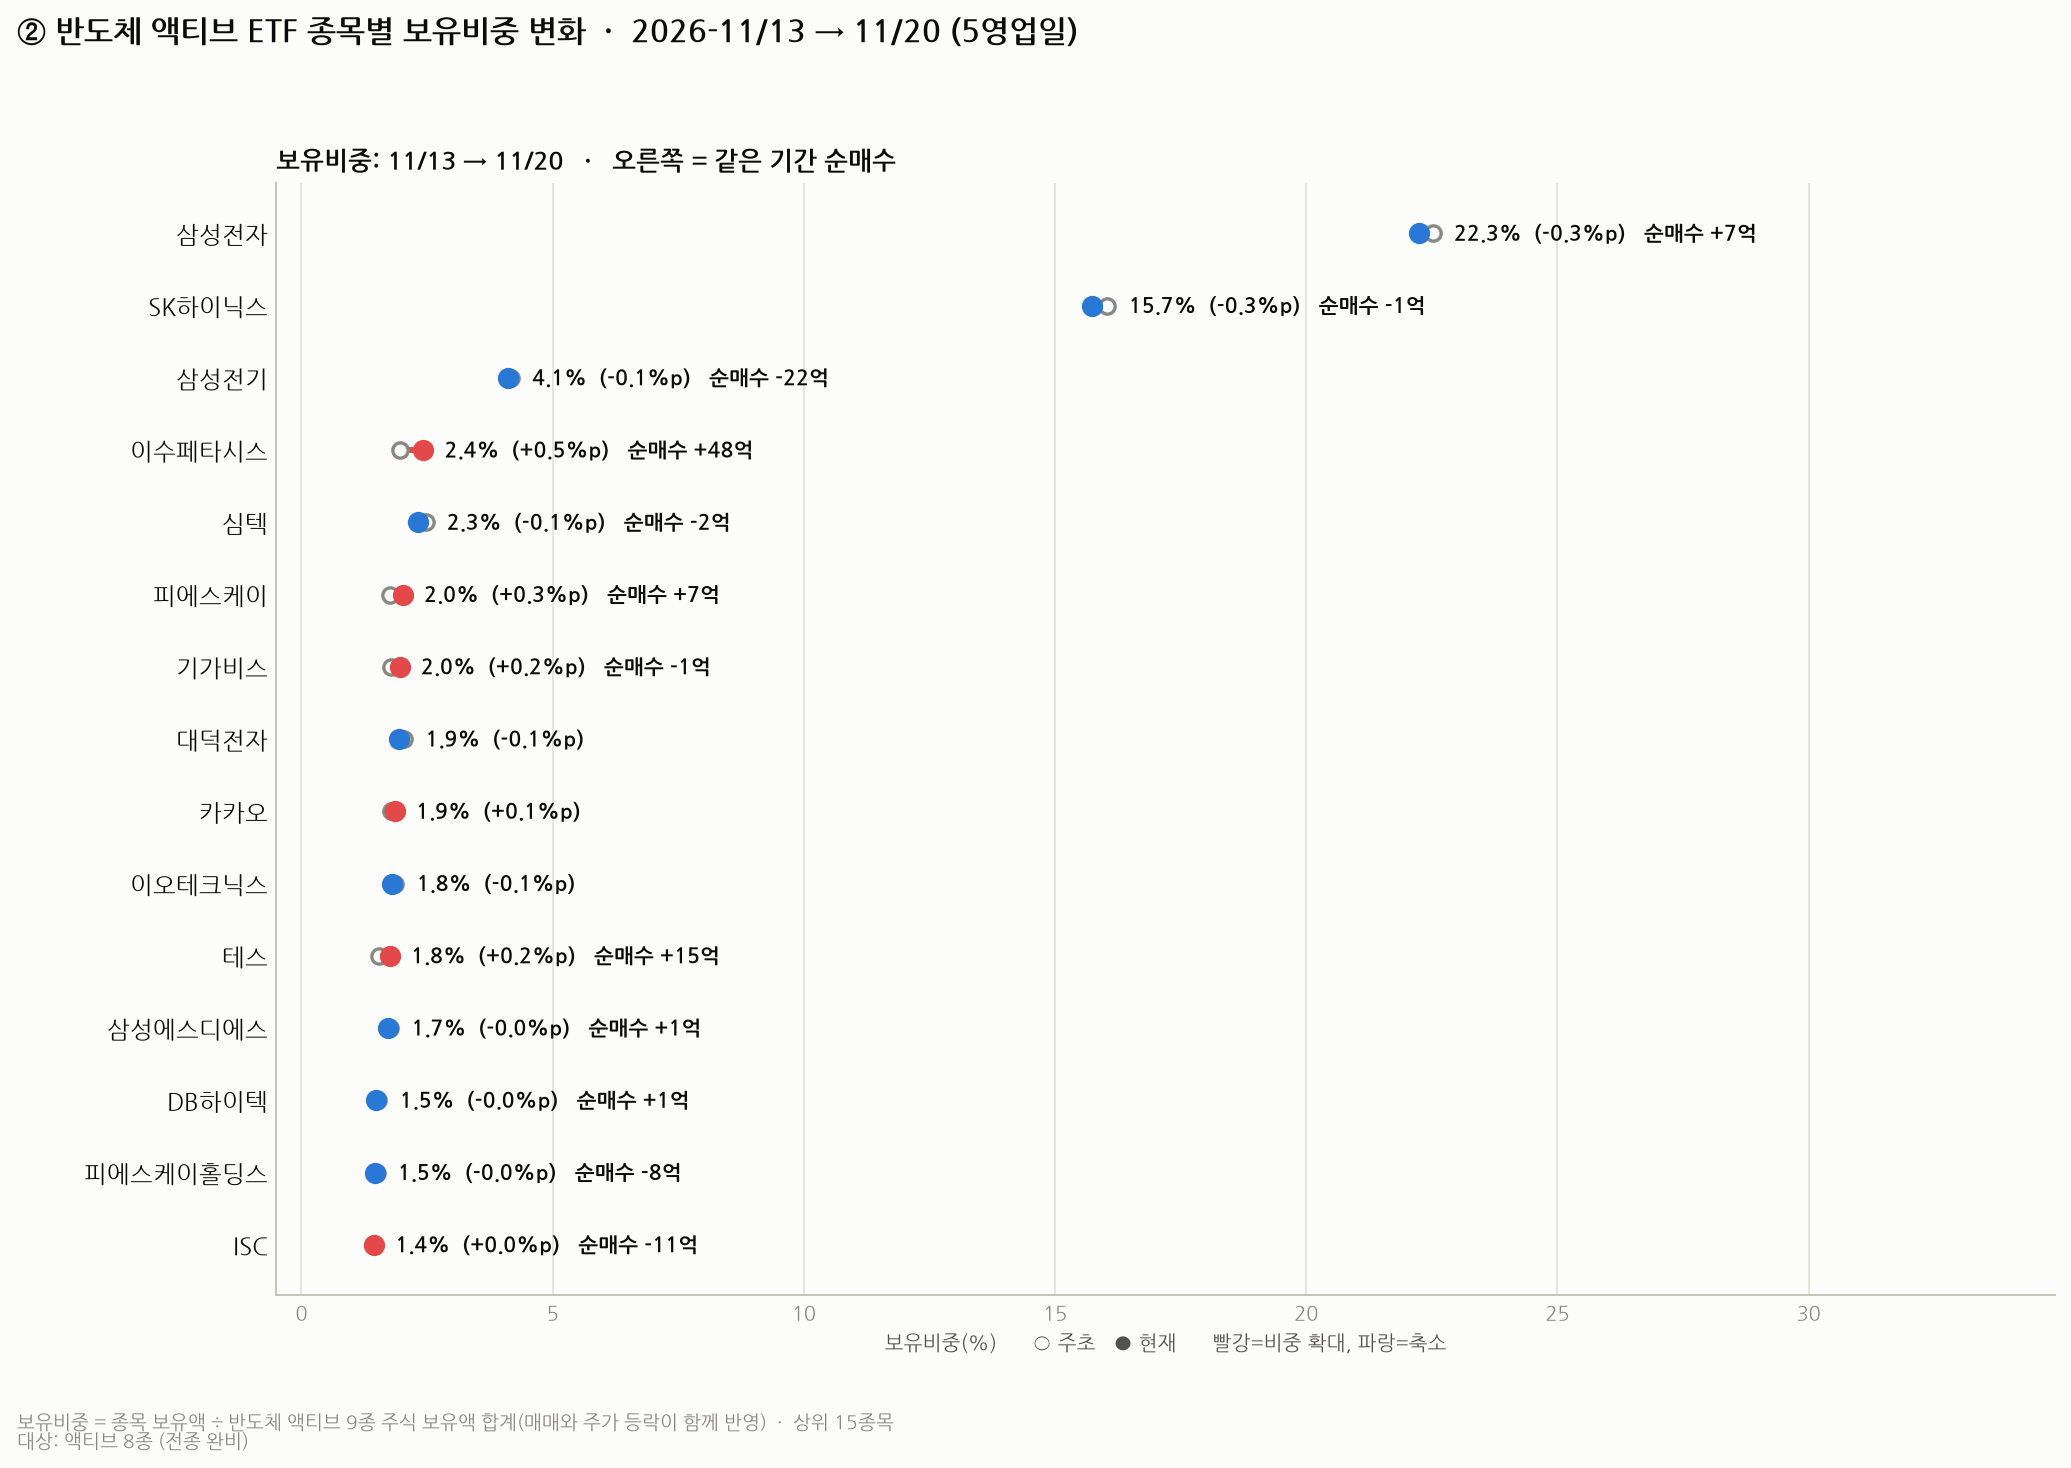 ② 반도체 액티브 ETF 종목별 보유비중 변화 · 2026-11/13 → 11/20 (5영업일)
보유비중: 11/13 → 11/20 · 오른쪽 = 같은 기간 순매수
삼성전자 22.3% (-0.3%p) 순매수 +7억
SK하이닉스 15.7% (-0.3%p) 순매수 -1억
삼성전기 4.1% (-0.1%p) 순매수 -22억
이수페타시스 2.4% (+0.5%p) 순매수 +48억
심텍 2.3% (-0.1%p) 순매수 -2억
피에스케이 2.0% (+0.3%p) 순매수 +7억
기가비스 2.0% (+0.2%p) 순매수 -1억
대덕전자 1.9% (-0.1%p)
카카오 1.9% (+0.1%p)
이오테크닉스 1.8% (-0.1%p)
테스 1.8% (+0.2%p) 순매수 +15억
삼성에스디에스 1.7% (-0.0%p) 순매수 +1억
DB하이텍 1.5% (-0.0%p) 순매수 +1억
피에스케이홀딩스 1.5% (-0.0%p) 순매수 -8억
ISC 1.4% (+0.0%p) 순매수 -11억
0 5 10 15 20 25 30
보유비중(%) ○ 주초 ● 현재 빨강=비중 확대, 파랑=축소
보유비중 = 종목 보유액 ÷ 반도체 액티브 9종 주식 보유액 합계(매매와 주가 등락이 함께 반영) · 상위 15종목
대상: 액티브 8종 (전종 완비)